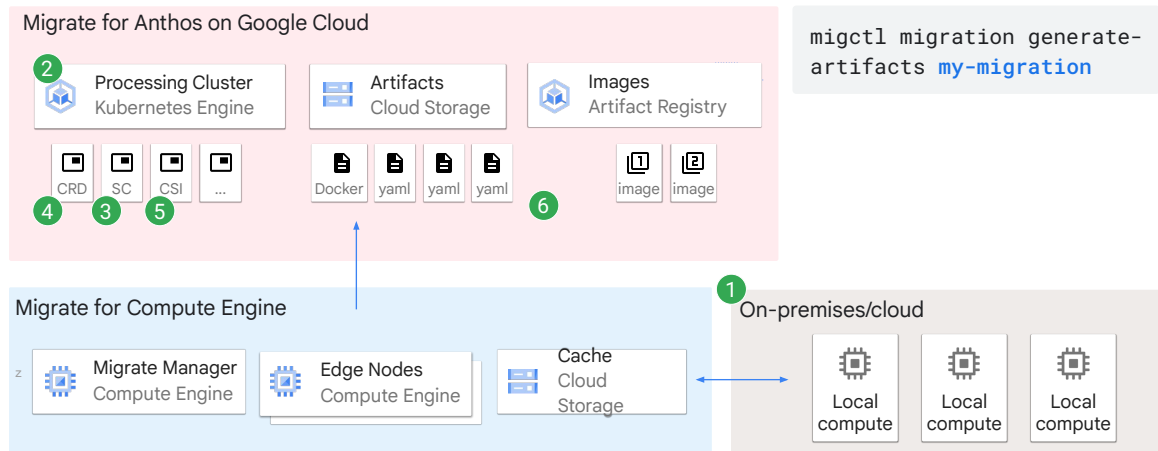 Migrate for Anthos on Google Cloud
migctl migration generate-
artifacts my-migration
2
Processing Cluster
Kubernetes Engine
Artifacts
Cloud Storage
Images
Artifact Registry
CRD
SC
CSI
...
Docker
yaml
yaml
yaml
1
image
2
image
4
3
5
6
Migrate for Compute Engine
1
On-premises/cloud
z
Migrate Manager
Compute Engine
Edge Nodes
Compute Engine
Cache
Cloud
Storage
Local
compute
Local
compute
Local
compute